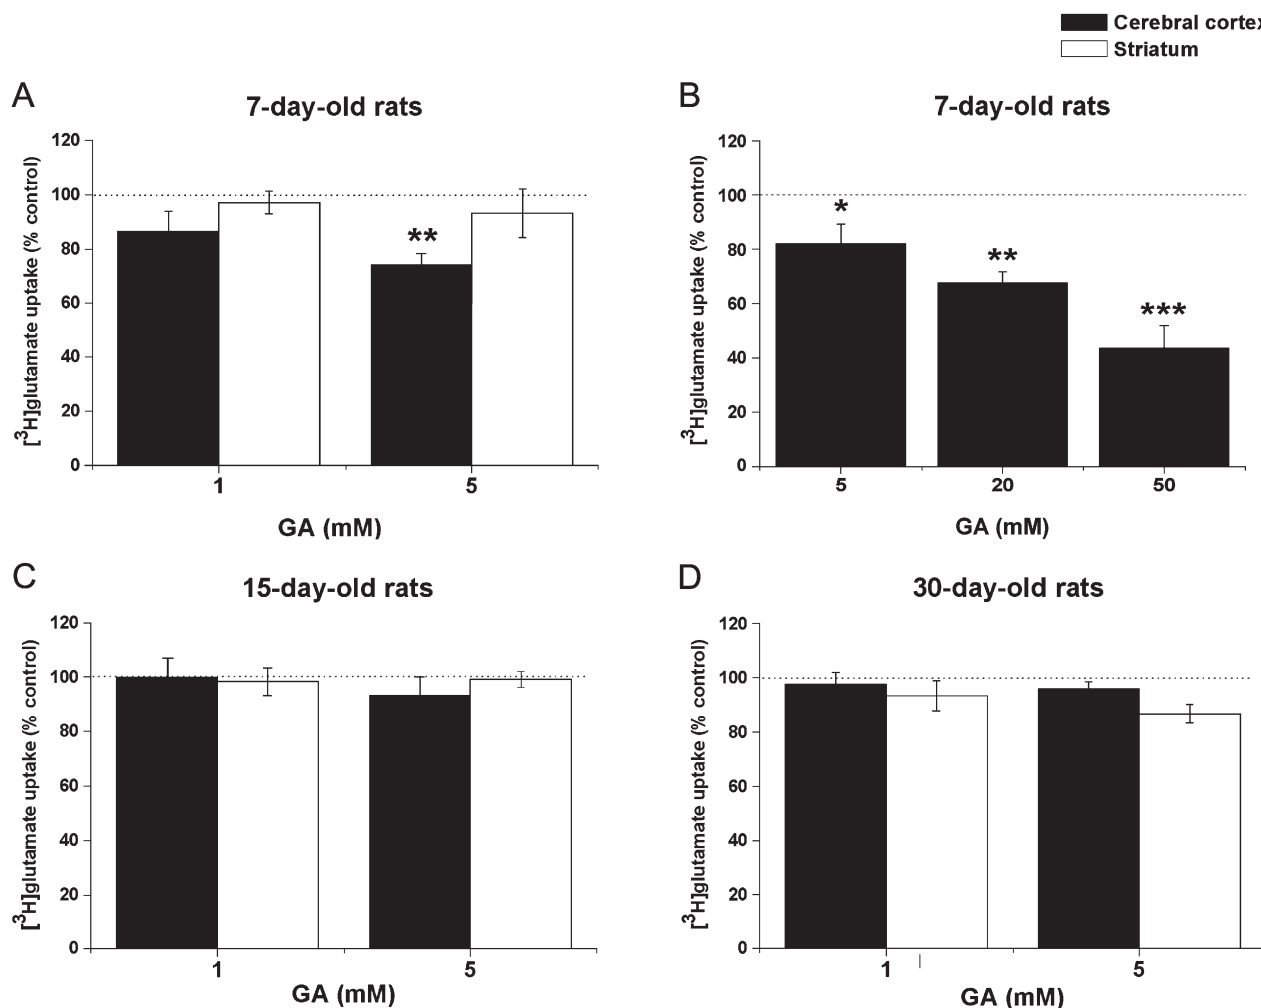 Cerebral cortex
Striatum
A
7-day-old rats
[³H]glutamate uptake (% control)
120
100
80
60
40
20
0
**
1
5
GA (mM)
B
7-day-old rats
[³H]glutamate uptake (% control)
120
100
80
60
40
20
0
*
**
***
5
20
50
GA (mM)
C
15-day-old rats
[³H]glutamate uptake (% control)
120
100
80
60
40
20
0
1
5
GA (mM)
D
30-day-old rats
[³H]glutamate uptake (% control)
120
100
80
60
40
20
0
1
5
GA (mM)